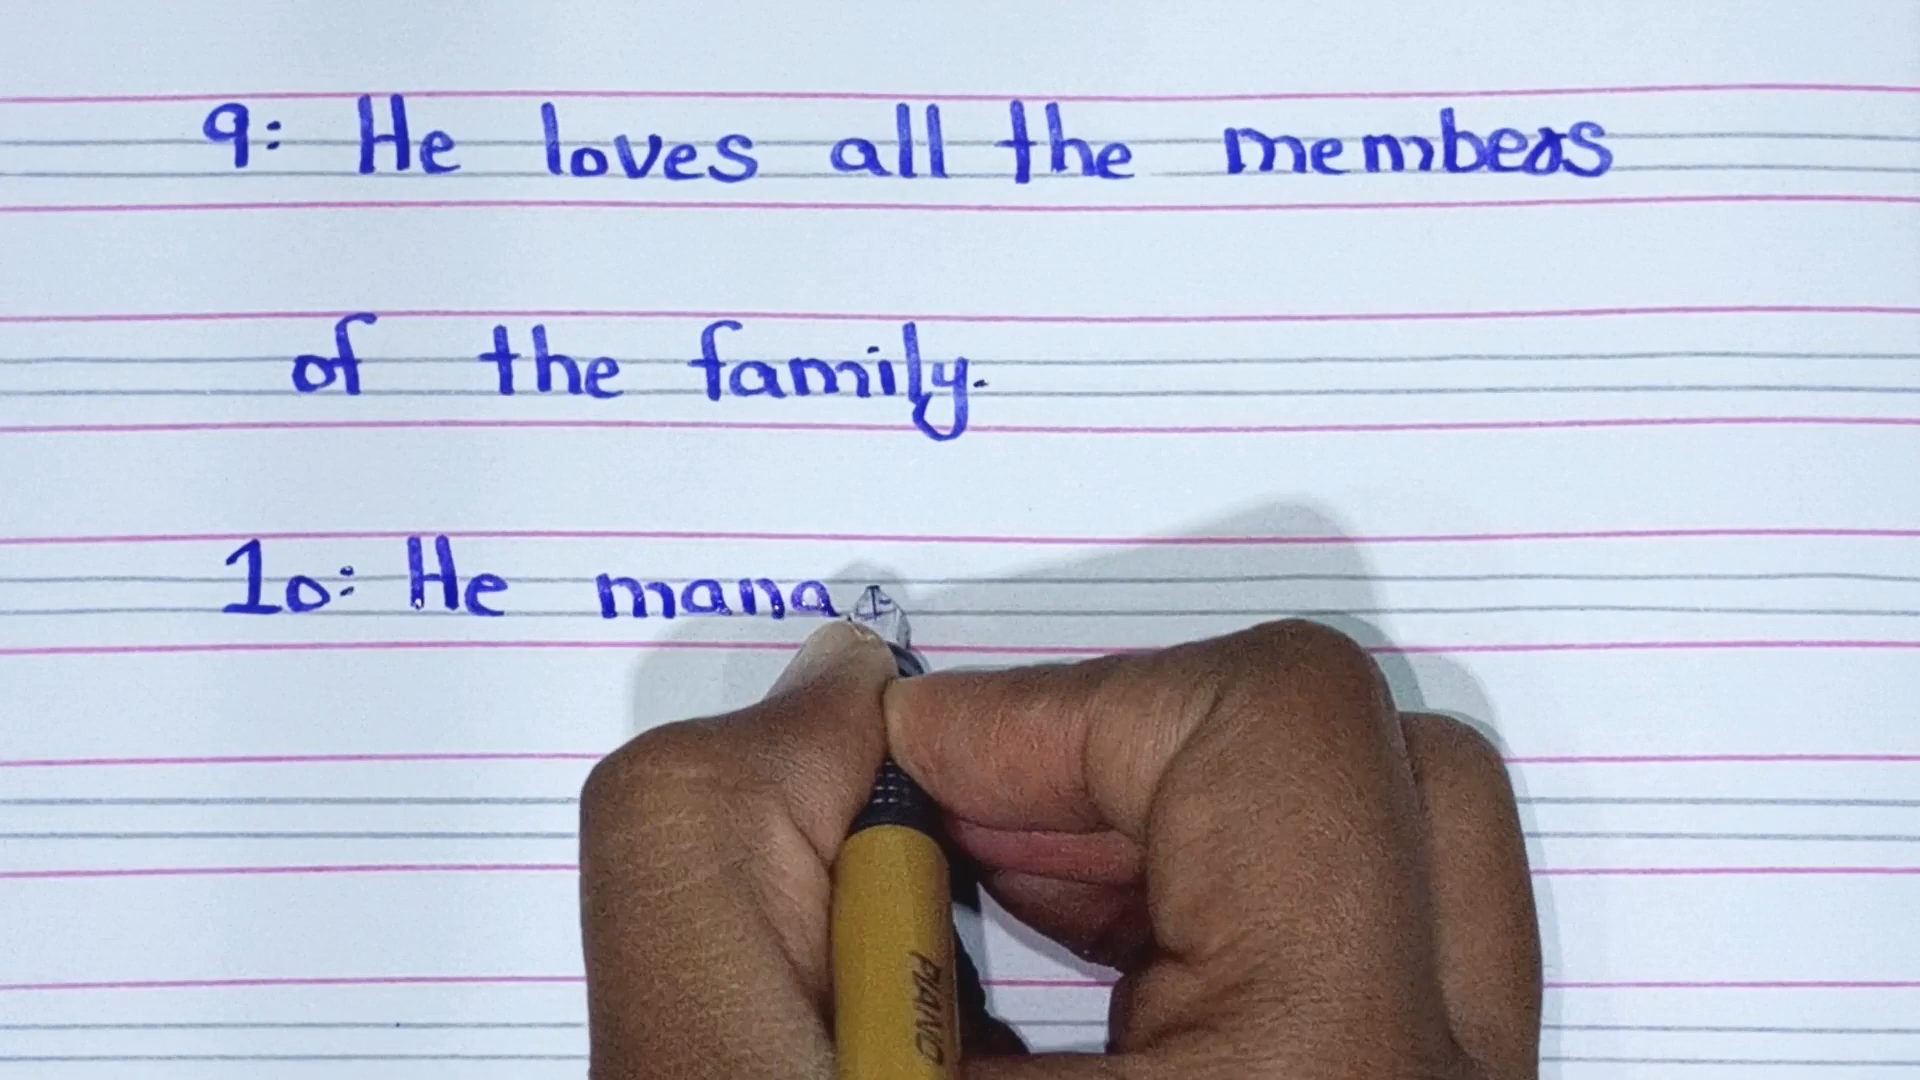 9: He loves all the members
of the family.
10: He mana
PIANO